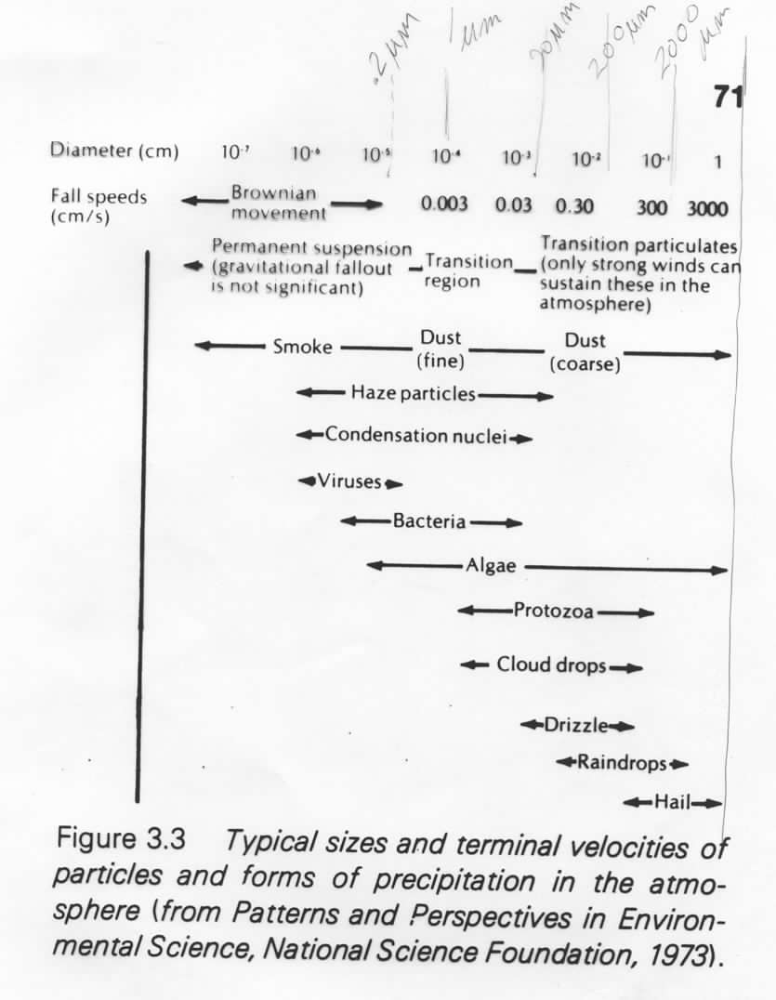 .2 µm 1 µm 20 µm 200 µm 2000 µm
71
Diameter (cm) 10⁻⁷ 10⁻⁶ 10⁻⁵ 10⁻⁴ 10⁻³ 10⁻² 10⁻¹ 1
Fall speeds (cm/s) Brownian movement 0.003 0.03 0.30 300 3000
Permanent suspension
(gravitational fallout
is not significant)
Transition
region
Transition particulates
(only strong winds can
sustain these in the
atmosphere)
Smoke Dust (fine) Dust (coarse)
Haze particles
Condensation nuclei
Viruses
Bacteria
Algae
Protozoa
Cloud drops
Drizzle
Raindrops
Hail
Figure 3.3 Typical sizes and terminal velocities of
particles and forms of precipitation in the atmo-
sphere (from Patterns and Perspectives in Environ-
mental Science, National Science Foundation, 1973).